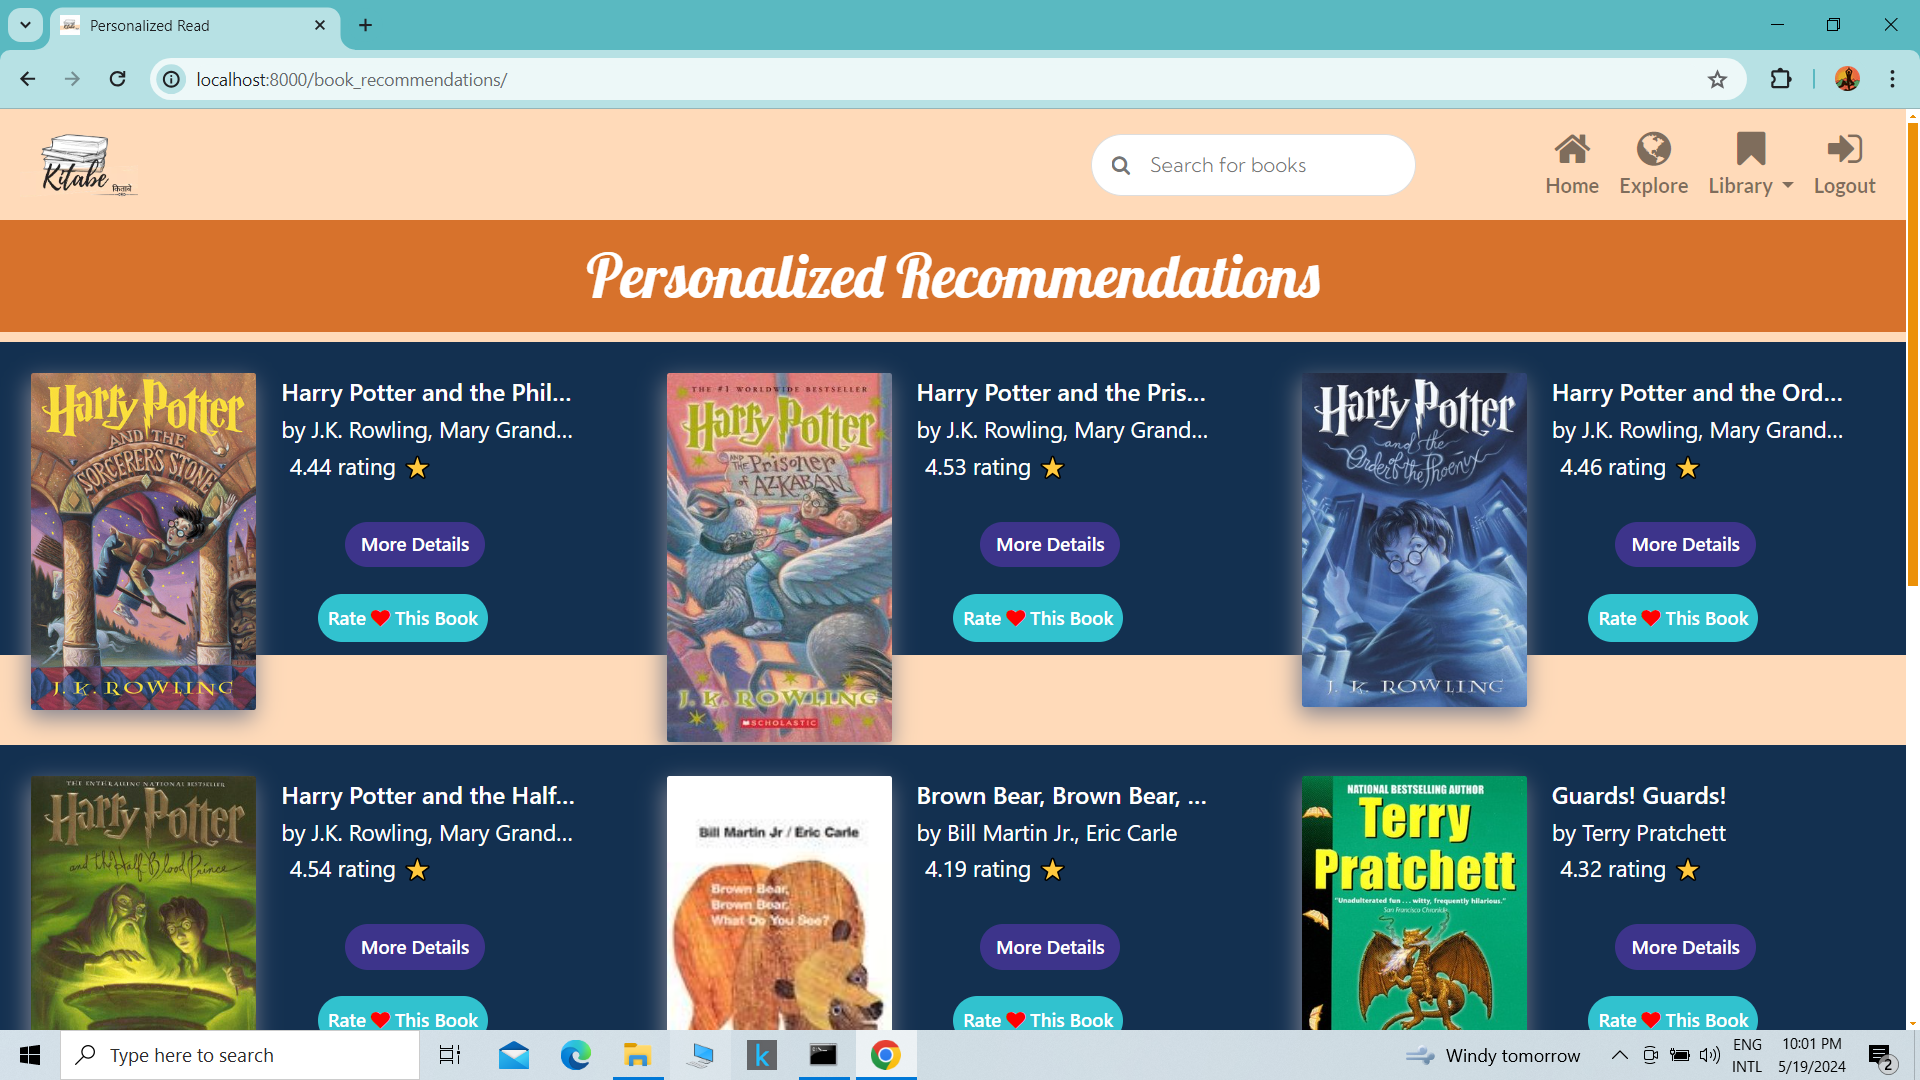 Personalized Read
localhost:8000/book_recommendations/
Kitabe
किताबे
Search for books
Home
Explore
Library
Logout
Personalized Recommendations
Harry Potter
AND THE
SORCERER'S STONE
J. K. ROWLING
Harry Potter and the Phil...
by J.K. Rowling, Mary Grand...
4.44 rating
More Details
Rate This Book
THE #1 WORLDWIDE BESTSELLER
Harry Potter
AND THE Prisoner
OF AZKABAN
J. K. ROWLING
SCHOLASTIC
Harry Potter and the Pris...
by J.K. Rowling, Mary Grand...
4.53 rating
More Details
Rate This Book
Harry Potter
and the
Order of the Phoenix
J. K. ROWLING
Harry Potter and the Ord...
by J.K. Rowling, Mary Grand...
4.46 rating
More Details
Rate This Book
THE ENTHRALLING NATIONAL BESTSELLER
Harry Potter
and the Half-Blood Prince
Harry Potter and the Half...
by J.K. Rowling, Mary Grand...
4.54 rating
More Details
Rate This Book
Bill Martin Jr / Eric Carle
Brown Bear,
Brown Bear,
What Do You See?
Brown Bear, Brown Bear, ...
by Bill Martin Jr., Eric Carle
4.19 rating
More Details
Rate This Book
NATIONAL BESTSELLING AUTHOR
Terry
Pratchett
"Unadulterated fun . . . witty, frequently hilarious."
San Francisco Chronicle
Guards! Guards!
by Terry Pratchett
4.32 rating
More Details
Rate This Book
Type here to search
k
Windy tomorrow
ENG
INTL
10:01 PM
5/19/2024
2